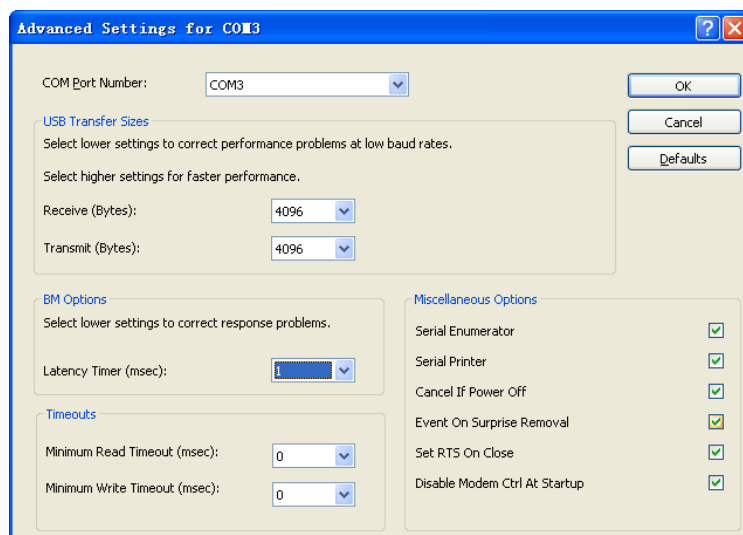 Advanced Settings for COM3
COM Port Number:
COM3
OK
Cancel
Defaults
USB Transfer Sizes
Select lower settings to correct performance problems at low baud rates.
Select higher settings for faster performance.
Receive (Bytes):
4096
Transmit (Bytes):
4096
BM Options
Select lower settings to correct response problems.
Latency Timer (msec):
1
Timeouts
Minimum Read Timeout (msec):
0
Minimum Write Timeout (msec):
0
Miscellaneous Options
Serial Enumerator
Serial Printer
Cancel If Power Off
Event On Surprise Removal
Set RTS On Close
Disable Modem Ctrl At Startup